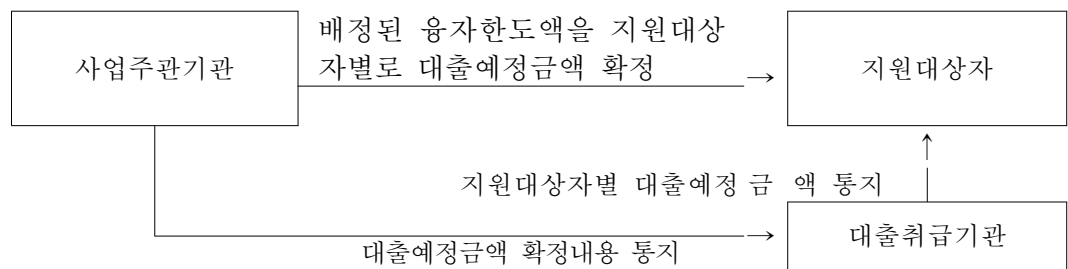 배정된 융자한도액을 지원대상
자별로 대출예정금액 확정
사업주관기관
→
지원대상자
↑
지원대상자별 대출예정 금 액 통지
→
대출취급기관
대출예정금액 확정내용 통지